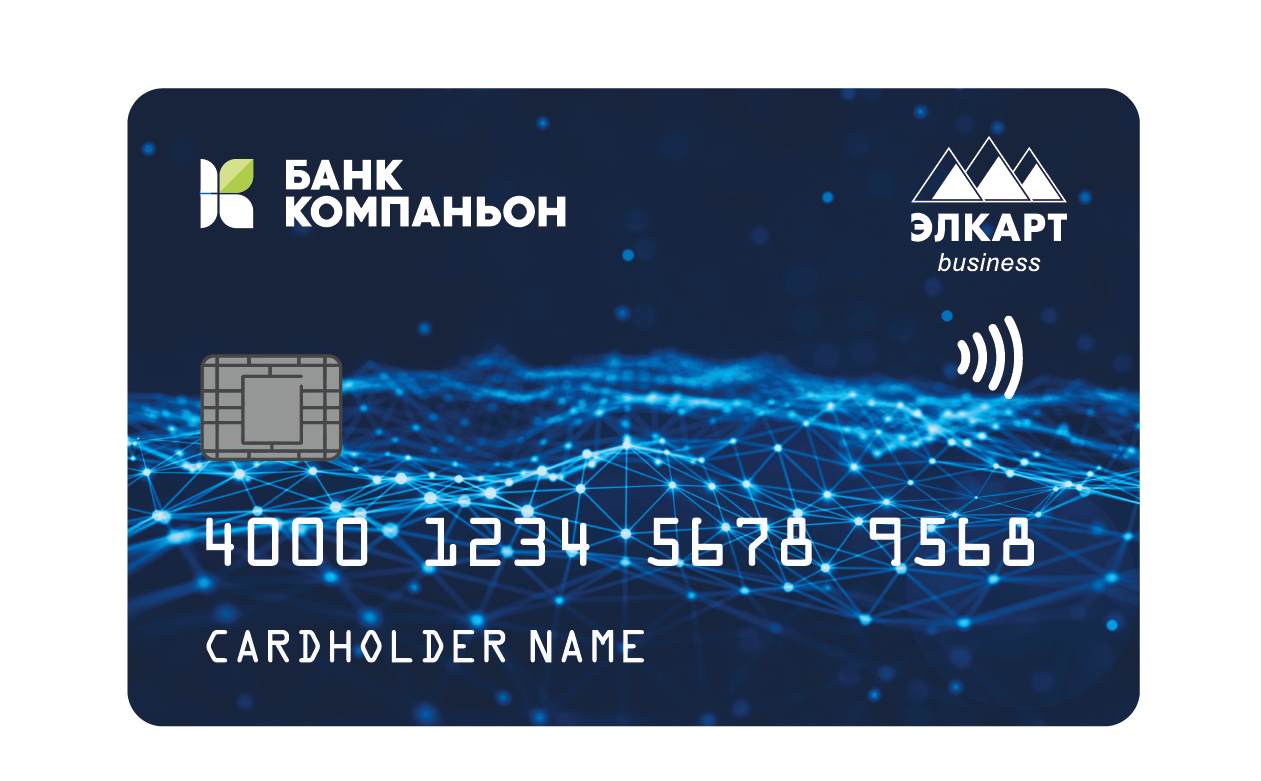 БАНК
КОМПАНЬОН
ЭЛКАРТ
business
4000 1234 5678 9568
CARDHOLDER NAME